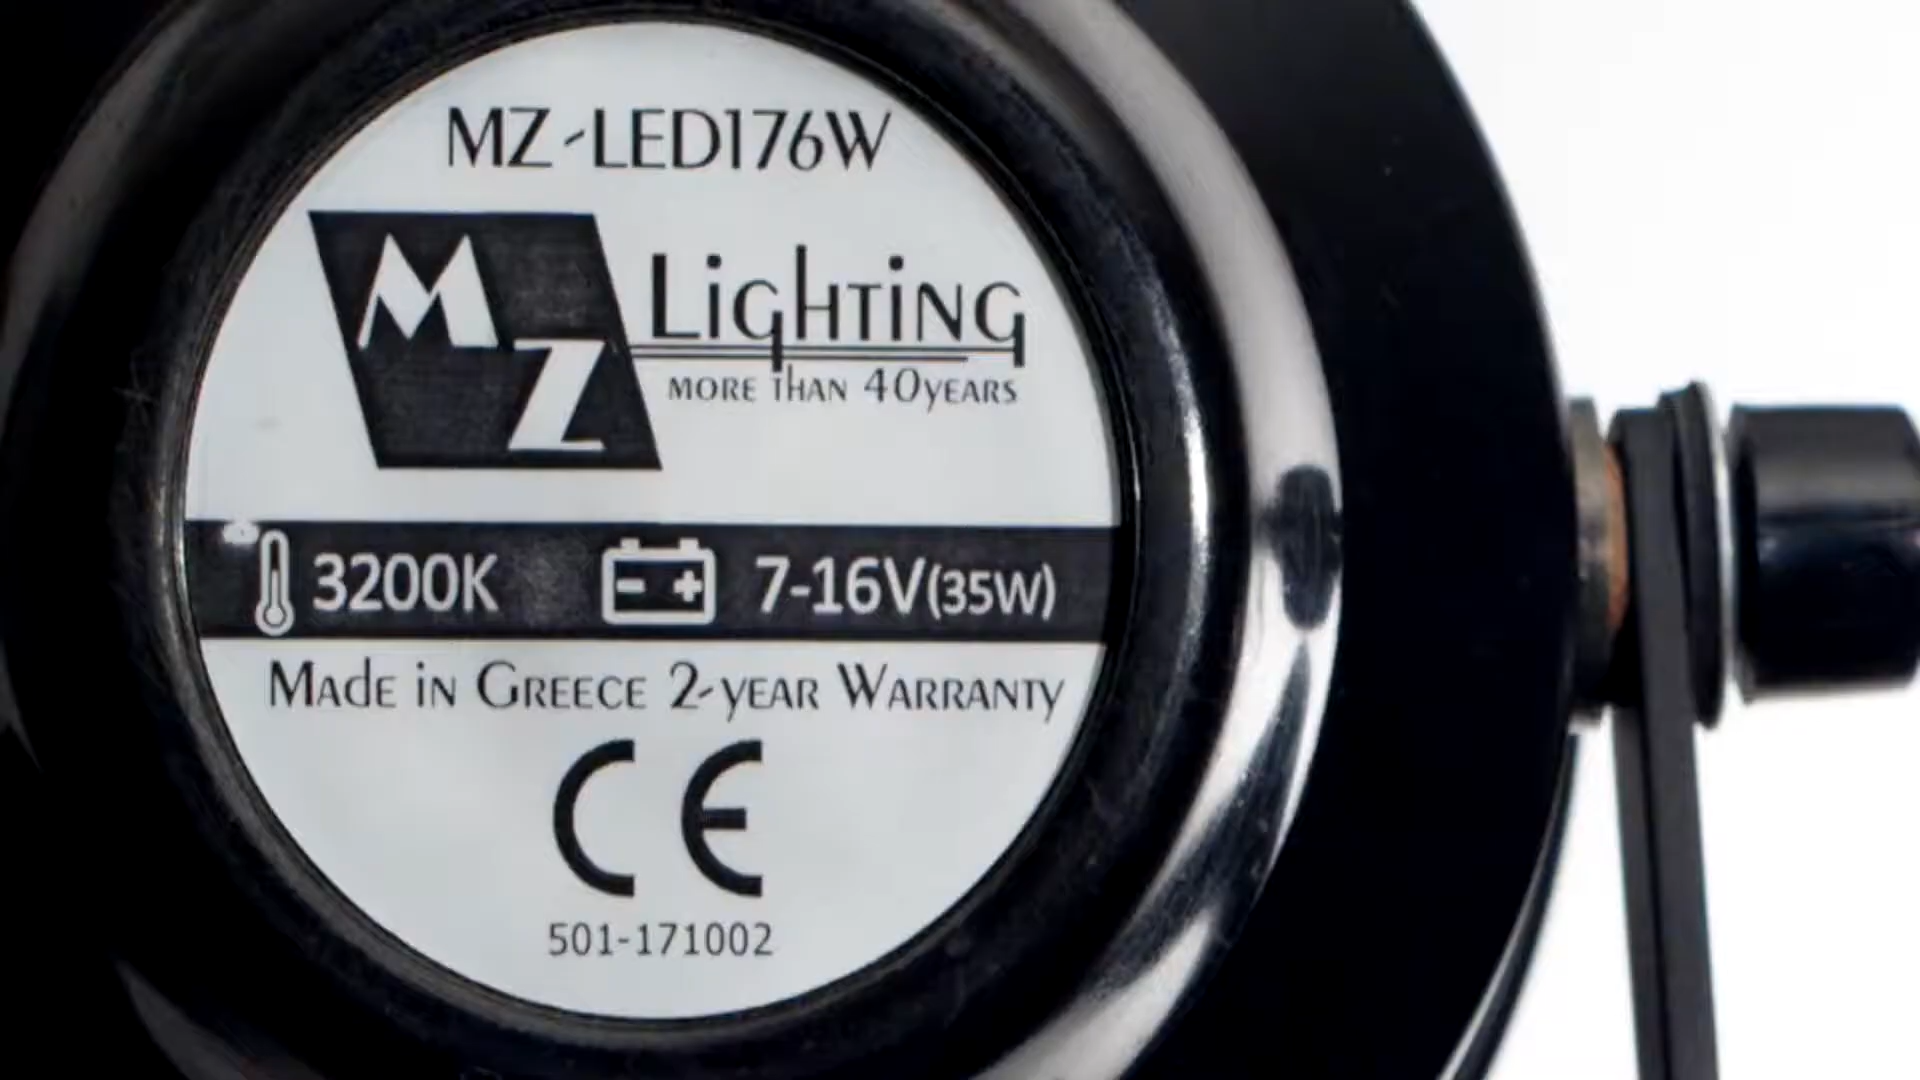 MZ-LED176W
MZ Lighting
MORE THAN 40YEARS
3200K - + 7-16V(35W)
Made in Greece 2-year Warranty
CE
501-171002